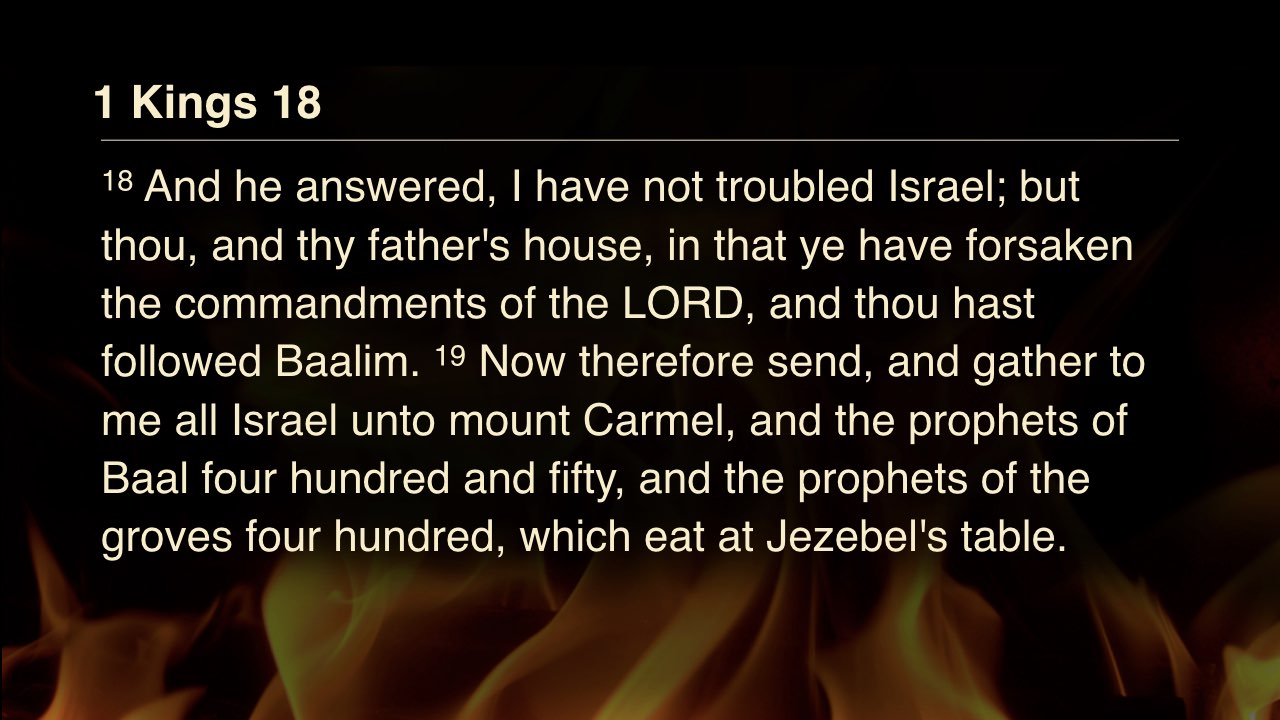 1 Kings 18
18 And he answered, I have not troubled Israel; but
thou, and thy father's house, in that ye have forsaken
the commandments of the LORD, and thou hast
followed Baalim. 19 Now therefore send, and gather to
me all Israel unto mount Carmel, and the prophets of
Baal four hundred and fifty, and the prophets of the
groves four hundred, which eat at Jezebel's table.